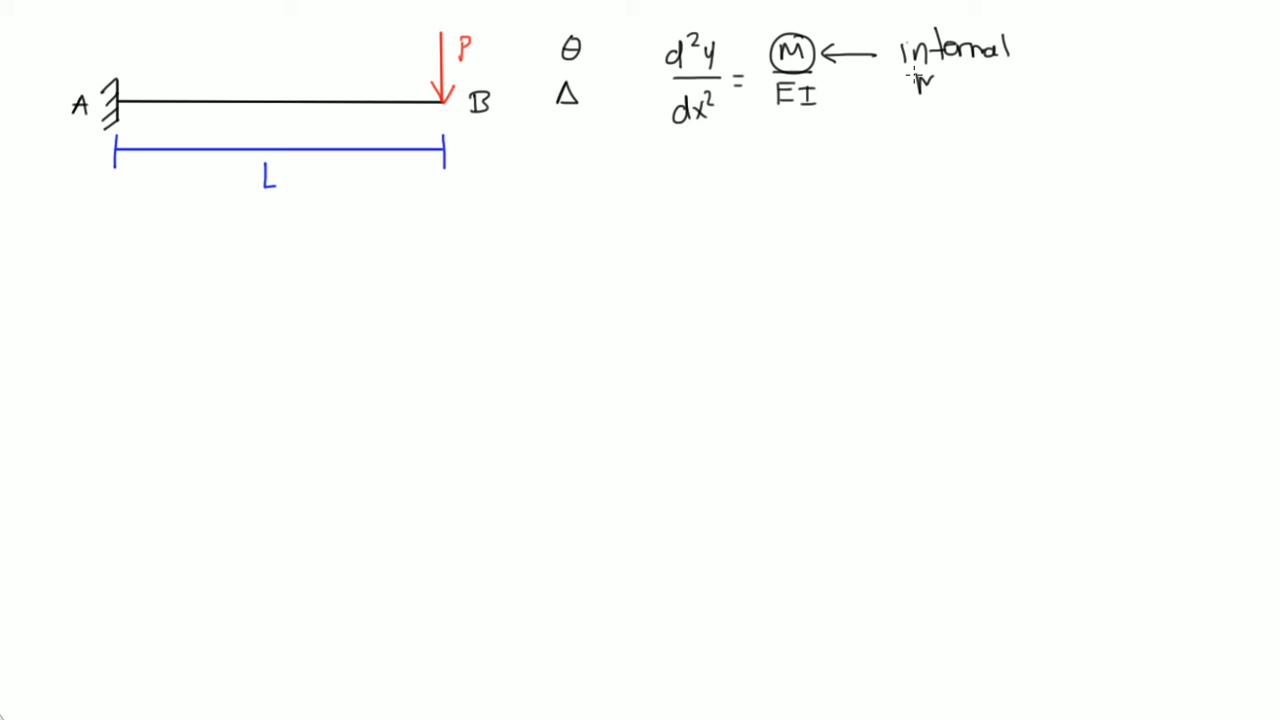 A
P
B
L
θ
Δ
d²y/dx² = M/EI ← internal
M